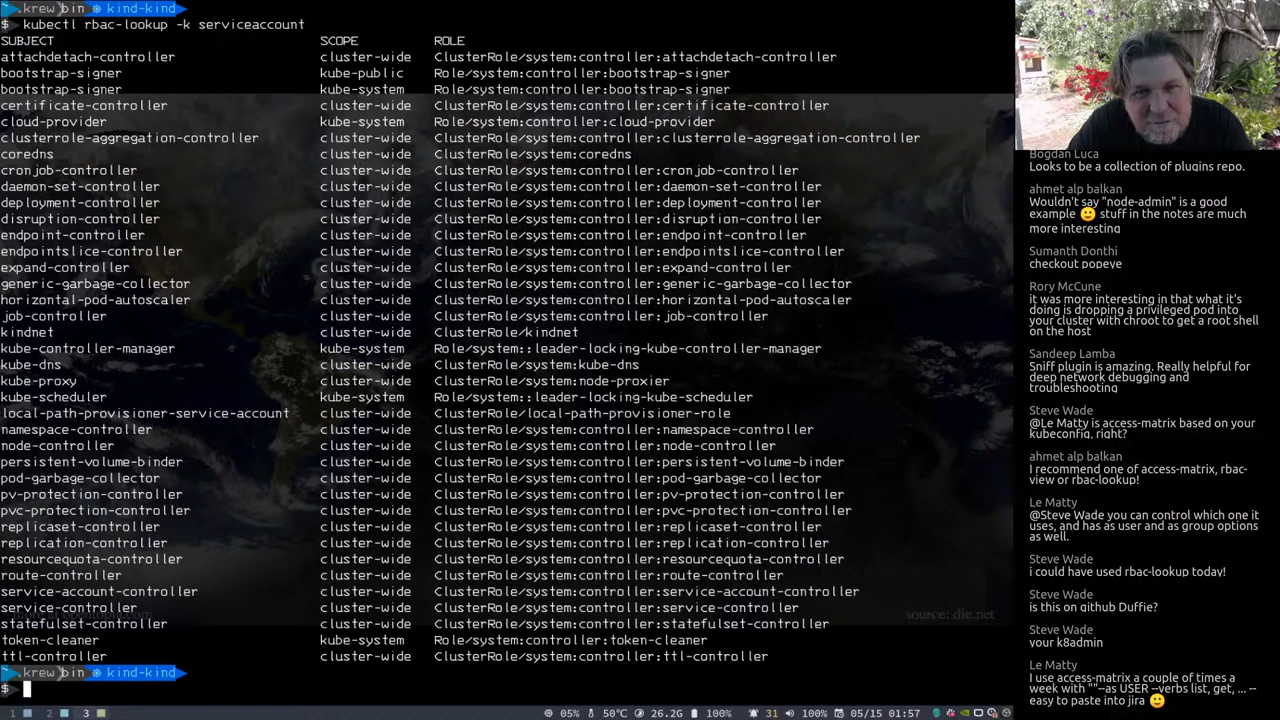 .krew bin ⎈ kind-kind
$ kubectl rbac-lookup -k serviceaccount
SUBJECT SCOPE ROLE
attachdetach-controller cluster-wide ClusterRole/system:controller:attachdetach-controller
bootstrap-signer kube-public Role/system:controller:bootstrap-signer
bootstrap-signer kube-system Role/system:controller:bootstrap-signer
certificate-controller cluster-wide ClusterRole/system:controller:certificate-controller
cloud-provider kube-system Role/system:controller:cloud-provider
clusterrole-aggregation-controller cluster-wide ClusterRole/system:controller:clusterrole-aggregation-controller
coredns cluster-wide ClusterRole/system:coredns
cronjob-controller cluster-wide ClusterRole/system:controller:cronjob-controller
daemon-set-controller cluster-wide ClusterRole/system:controller:daemon-set-controller
deployment-controller cluster-wide ClusterRole/system:controller:deployment-controller
disruption-controller cluster-wide ClusterRole/system:controller:disruption-controller
endpoint-controller cluster-wide ClusterRole/system:controller:endpoint-controller
endpointslice-controller cluster-wide ClusterRole/system:controller:endpointslice-controller
expand-controller cluster-wide ClusterRole/system:controller:expand-controller
generic-garbage-collector cluster-wide ClusterRole/system:controller:generic-garbage-collector
horizontal-pod-autoscaler cluster-wide ClusterRole/system:controller:horizontal-pod-autoscaler
job-controller cluster-wide ClusterRole/system:controller:job-controller
kindnet cluster-wide ClusterRole/kindnet
kube-controller-manager kube-system Role/system::leader-locking-kube-controller-manager
kube-dns cluster-wide ClusterRole/system:kube-dns
kube-proxy cluster-wide ClusterRole/system:node-proxier
kube-scheduler kube-system Role/system::leader-locking-kube-scheduler
local-path-provisioner-service-account cluster-wide ClusterRole/local-path-provisioner-role
namespace-controller cluster-wide ClusterRole/system:controller:namespace-controller
node-controller cluster-wide ClusterRole/system:controller:node-controller
persistent-volume-binder cluster-wide ClusterRole/system:controller:persistent-volume-binder
pod-garbage-collector cluster-wide ClusterRole/system:controller:pod-garbage-collector
pv-protection-controller cluster-wide ClusterRole/system:controller:pv-protection-controller
pvc-protection-controller cluster-wide ClusterRole/system:controller:pvc-protection-controller
replicaset-controller cluster-wide ClusterRole/system:controller:replicaset-controller
replication-controller cluster-wide ClusterRole/system:controller:replication-controller
resourcequota-controller cluster-wide ClusterRole/system:controller:resourcequota-controller
route-controller cluster-wide ClusterRole/system:controller:route-controller
service-account-controller cluster-wide ClusterRole/system:controller:service-account-controller
service-controller cluster-wide ClusterRole/system:controller:service-controller
source: die.net
statefulset-controller cluster-wide ClusterRole/system:controller:statefulset-controller
token-cleaner kube-system Role/system:controller:token-cleaner
ttl-controller cluster-wide ClusterRole/system:controller:ttl-controller
.krew bin ⎈ kind-kind
$
1 2 3 05% 50°C 26.2G 100% 31 100% 05/15 01:57
Bogdan Luca
Looks to be a collection of plugins repo.
ahmet alp balkan
Wouldn't say "node-admin" is a good
example 🙂 stuff in the notes are much
more interesting
Sumanth Donthi
checkout popeye
Rory McCune
it was more interesting in that what it's
doing is dropping a privileged pod into
your cluster with chroot to get a root shell
on the host
Sandeep Lamba
Sniff plugin is amazing. Really helpful for
deep network debugging and
troubleshooting
Steve Wade
@Le Matty is access-matrix based on your
kubeconfig, right?
ahmet alp balkan
I recommend one of access-matrix, rbac-
view or rbac-lookup!
Le Matty
@Steve Wade you can control which one it
uses, and has as user and as group options
as well.
Steve Wade
i could have used rbac-lookup today!
Steve Wade
is this on github Duffie?
Steve Wade
your k8admin
Le Matty
I use access-matrix a couple of times a
week with ""--as USER --verbs list, get, ... --
easy to paste into jira 🙂